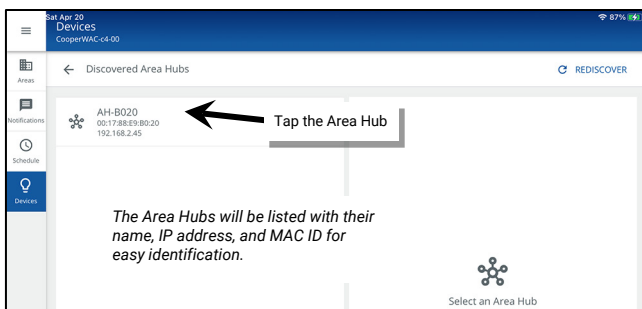 Sat Apr 20
87%
Devices
CooperWAC-c4-00
Areas
Discovered Area Hubs
REDISCOVER
Notifications
AH-B020
00:17:88:E9:B0:20
192.168.2.45
Tap the Area Hub
Schedule
Devices
The Area Hubs will be listed with their
name, IP address, and MAC ID for
easy identification.
Select an Area Hub